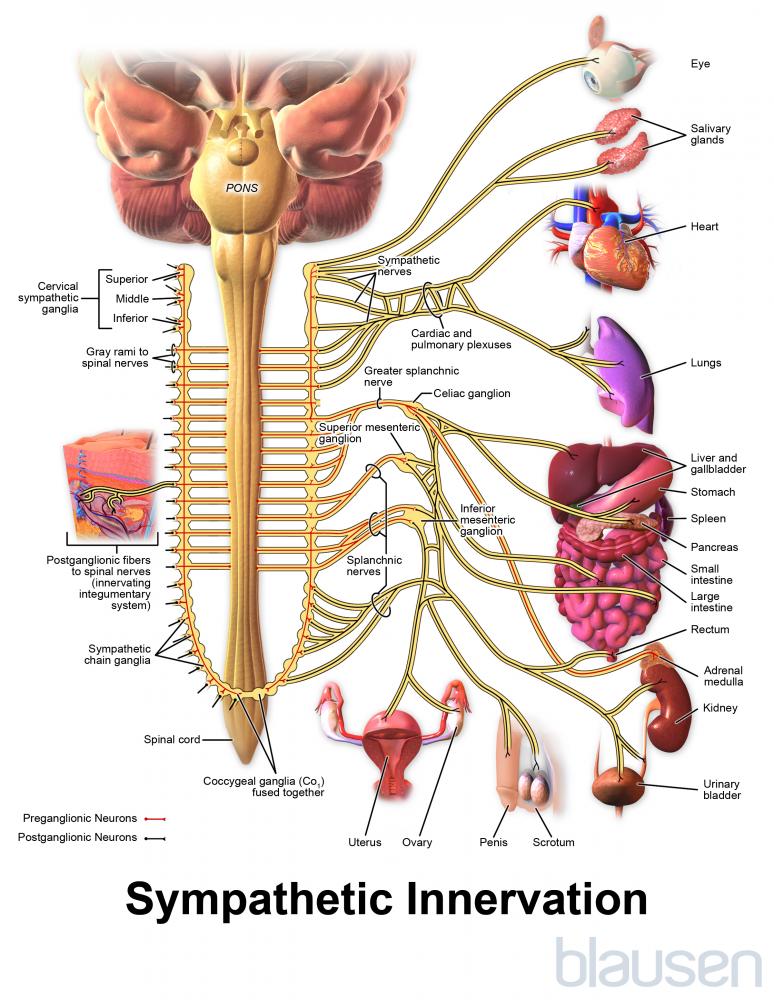 Eye
Salivary
glands
PONS
Heart
Sympathetic
nerves
Cervical
sympathetic
ganglia
Superior
Middle
Inferior
Cardiac and
pulmonary plexuses
Gray rami to
spinal nerves
Lungs
Greater splanchnic
nerve
Celiac ganglion
Superior mesenteric
ganglion
Liver and
gallbladder
Stomach
Inferior
mesenteric
ganglion
Spleen
Pancreas
Postganglionic fibers
to spinal nerves
(innervating
integumentary
system)
Splanchnic
nerves
Small
intestine
Large
intestine
Rectum
Sympathetic
chain ganglia
Adrenal
medulla
Kidney
Spinal cord
Coccygeal ganglia (Co₁)
fused together
Urinary
bladder
Preganglionic Neurons
Postganglionic Neurons
Uterus
Ovary
Penis
Scrotum
Sympathetic Innervation
blausen